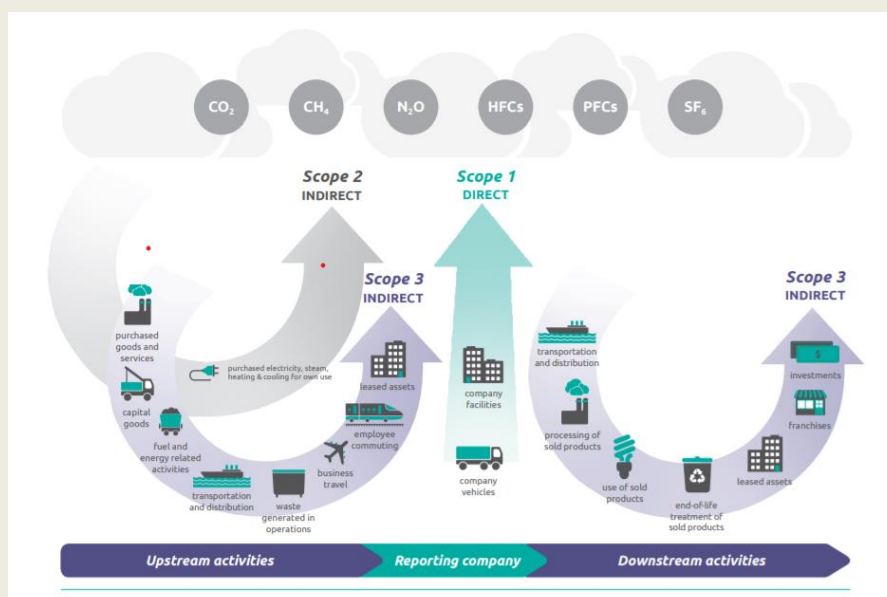 CO₂
CH₄
N₂O
HFCs
PFCs
SF₆
Scope 2
INDIRECT
Scope 1
DIRECT
Scope 3
INDIRECT
Scope 3
INDIRECT
purchased
goods and
services
capital
goods
fuel and
energy related
activities
transportation
and distribution
waste
generated in
operations
business
travel
employee
commuting
leased assets
purchased electricity, steam,
heating & cooling for own use
company
facilities
company
vehicles
transportation
and distribution
processing of
sold products
use of sold
products
end-of-life
treatment of
sold products
leased assets
franchises
investments
$
Upstream activities
Reporting company
Downstream activities